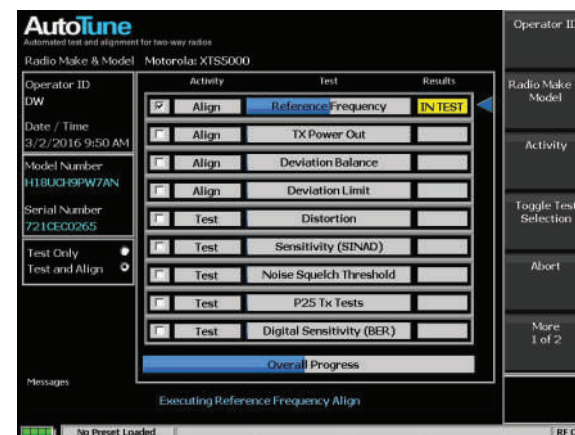 AutoTune
Automated test and alignment for two-way radios
Radio Make & Model Motorola: XTS5000
Operator ID
DW
Date / Time
3/2/2016 9:50 AM
Model Number
H18UCH9PW7AN
Serial Number
721CEC0265
Test Only
Test and Align
Activity Test Results
Align Reference Frequency IN TEST
Align TX Power Out
Align Deviation Balance
Align Deviation Limit
Test Distortion
Test Sensitivity (SINAD)
Test Noise Squelch Threshold
Test P25 Tx Tests
Test Digital Sensitivity (BER)
Overall Progress
Messages
Executing Reference Frequency Align
No Preset Loaded
Operator
Radio Make
Model
Activity
Toggle Test
Selection
Abort
More
1 of 2